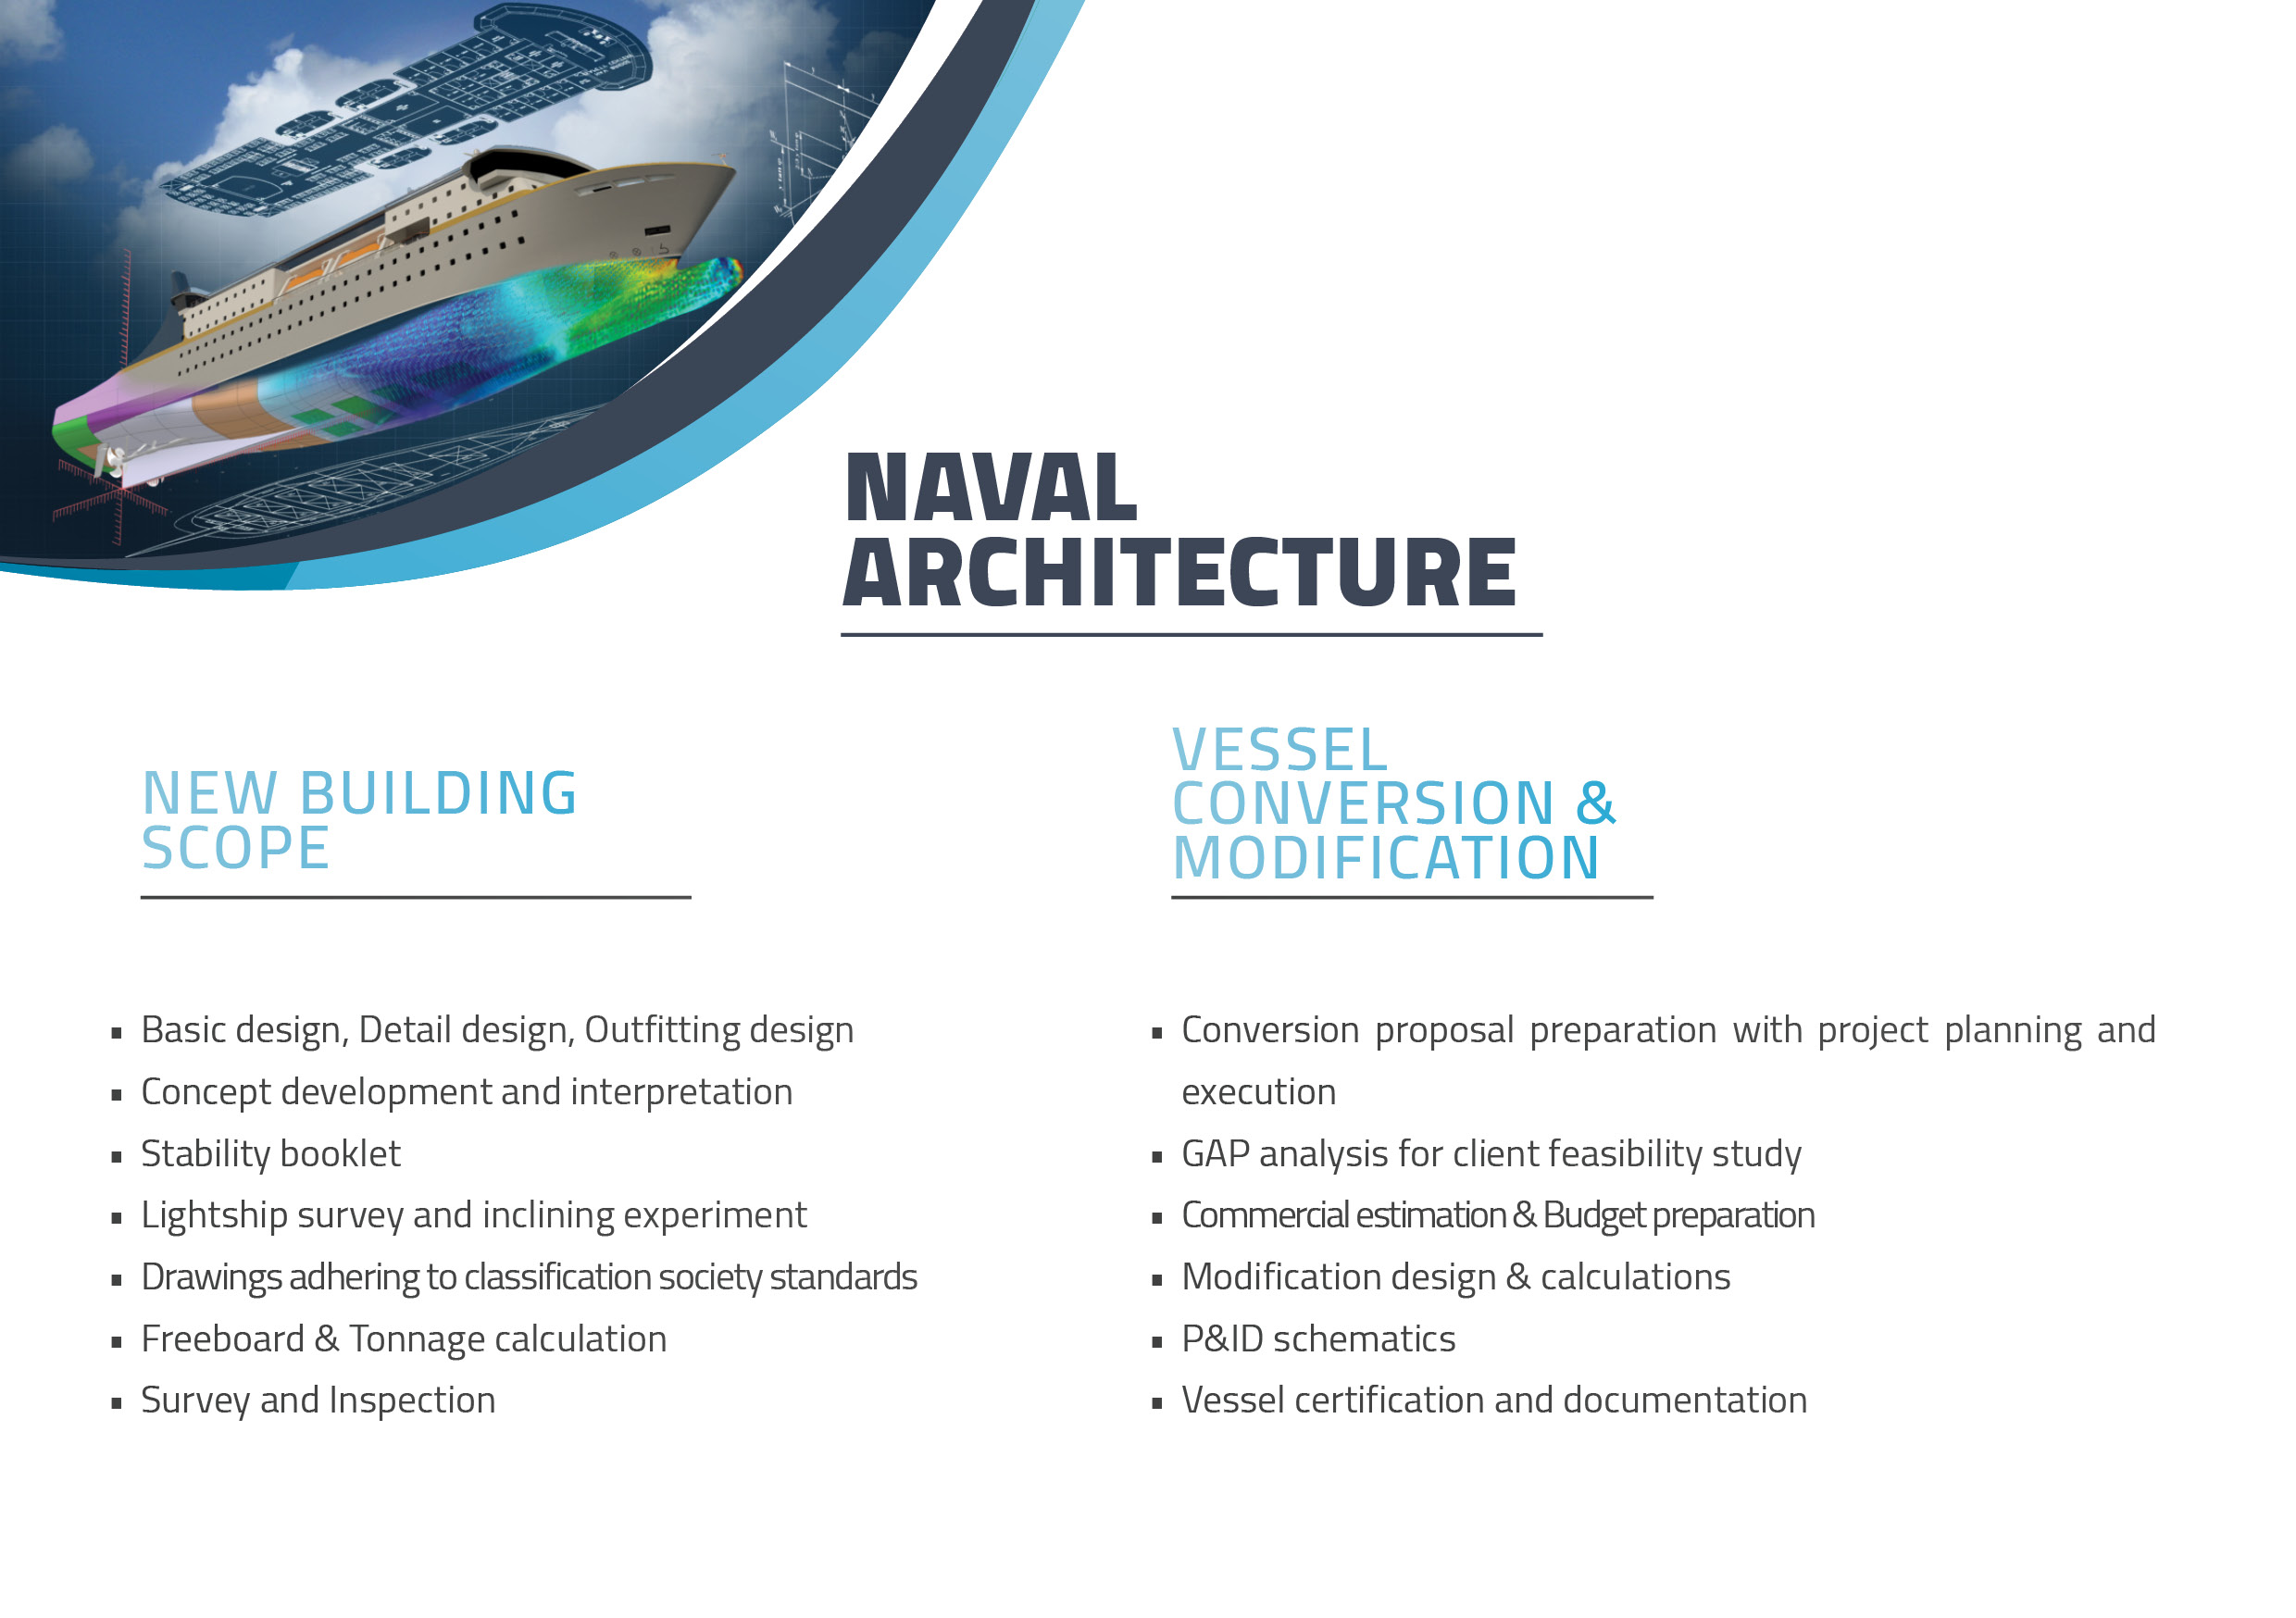 NAVAL
ARCHITECTURE
NEW BUILDING
SCOPE
▪ Basic design, Detail design, Outfitting design
▪ Concept development and interpretation
▪ Stability booklet
▪ Lightship survey and inclining experiment
▪ Drawings adhering to classification society standards
▪ Freeboard & Tonnage calculation
▪ Survey and Inspection
VESSEL
CONVERSION &
MODIFICATION
▪ Conversion proposal preparation with project planning and
execution
▪ GAP analysis for client feasibility study
▪ Commercial estimation & Budget preparation
▪ Modification design & calculations
▪ P&ID schematics
▪ Vessel certification and documentation